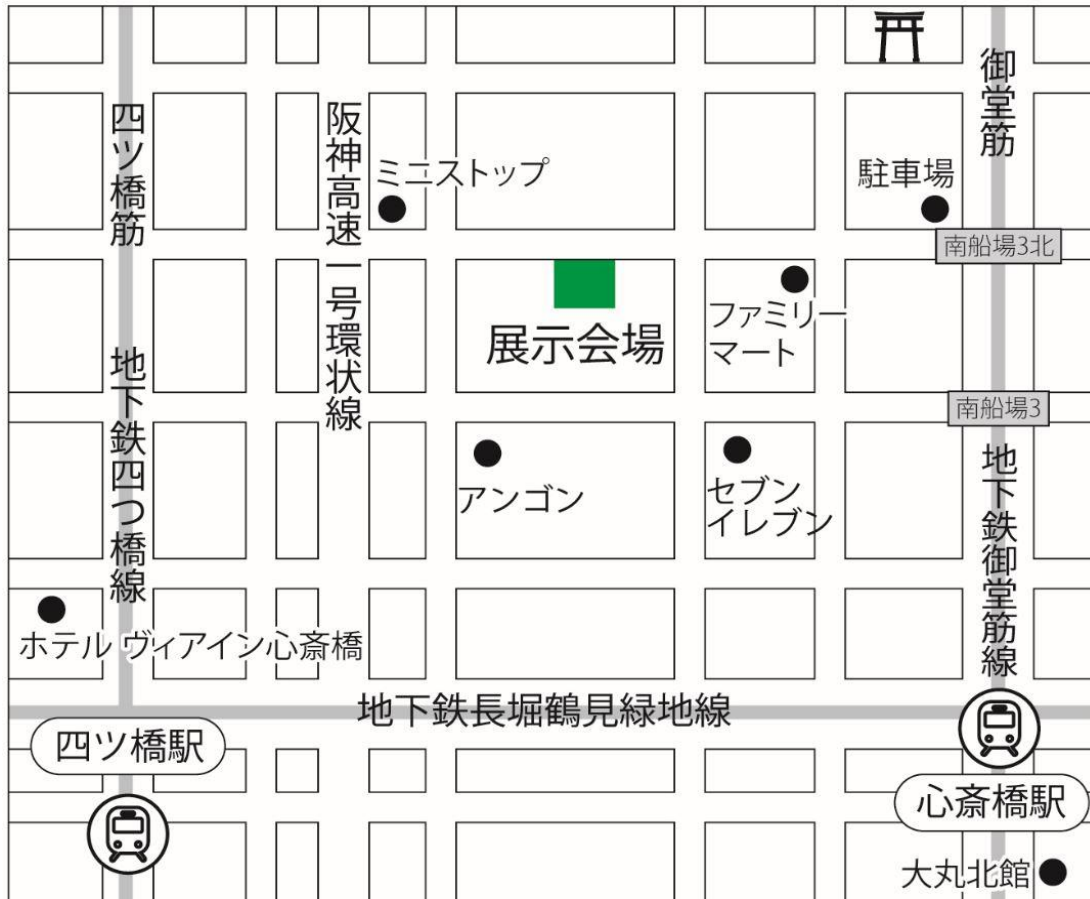 御堂筋
四ツ橋筋
阪神高速一号環状線
ミニストップ
駐車場
南船場3北
ファミリー
マート
展示会場
地下鉄四つ橋線
南船場3
アンゴン
セブン
イレブン
地下鉄御堂筋線
ホテル ヴィアイン心斎橋
地下鉄長堀鶴見緑地線
四ツ橋駅
心斎橋駅
大丸北館